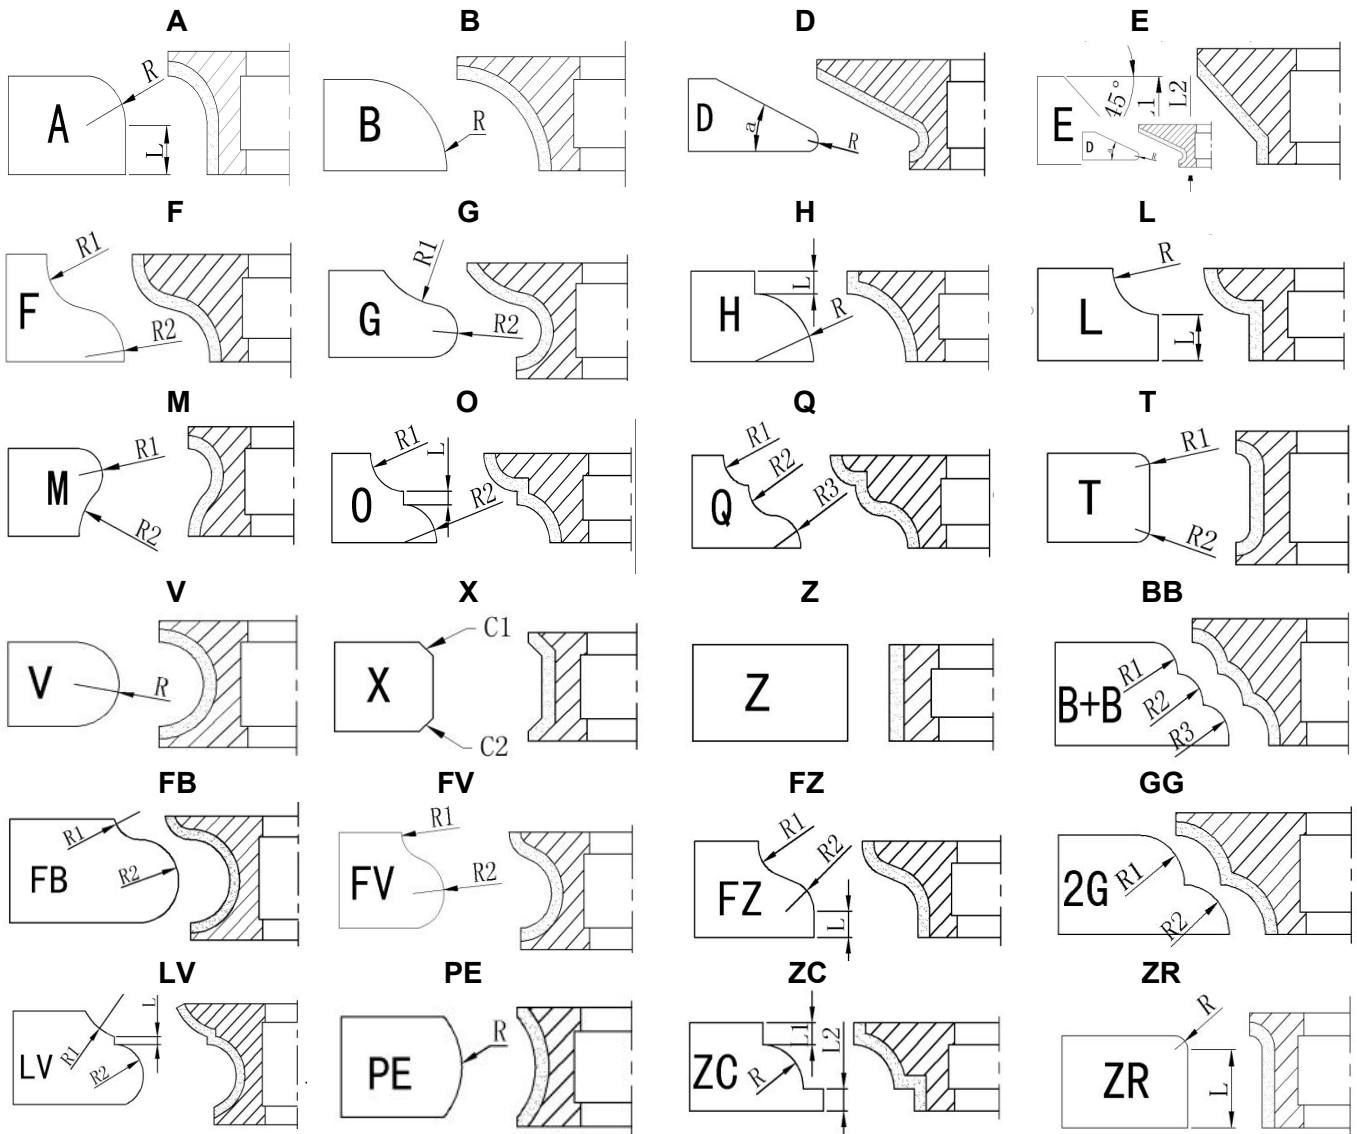 A B D E
A R L
B R
D a R
E 45° L1 L2
D a R
F G H L
F R1 R2
G R1 R2
H L R
L R L
M O Q T
M R1 R2
O R1 L R2
Q R1 R2 R3
T R1 R2
V X Z BB
V R
X C1 C2
Z
B+B R1 R2 R3
FB FV FZ GG
FB R1 R2
FV R1 R2
FZ R1 R2 L
2G R1 R2
LV PE ZC ZR
LV R1 R2 L
PE R
ZC R L1 L2
ZR R L